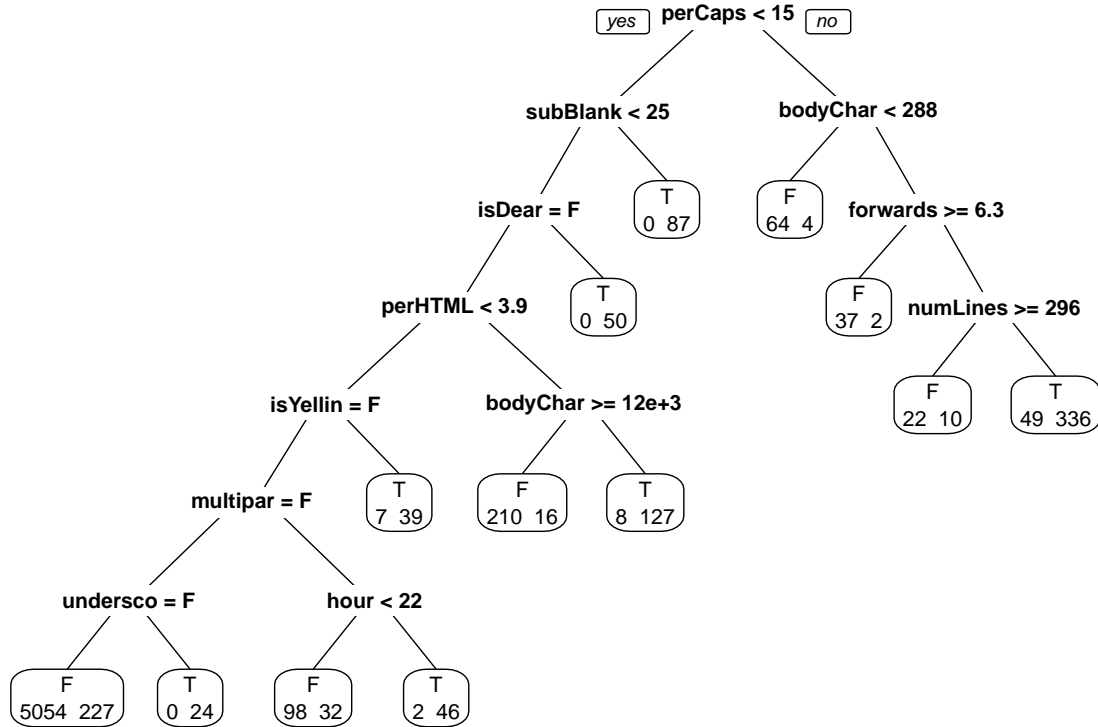 yes perCaps < 15 no
subBlank < 25 bodyChar < 288
isDear = F T F forwards >= 6.3
0 87 64 4
perHTML < 3.9 T F numLines >= 296
0 50 37 2
isYellin = F bodyChar >= 12e+3 F T
22 10 49 336
multipar = F T F T
7 39 210 16 8 127
undersco = F hour < 22
F T F T
5054 227 0 24 98 32 2 46